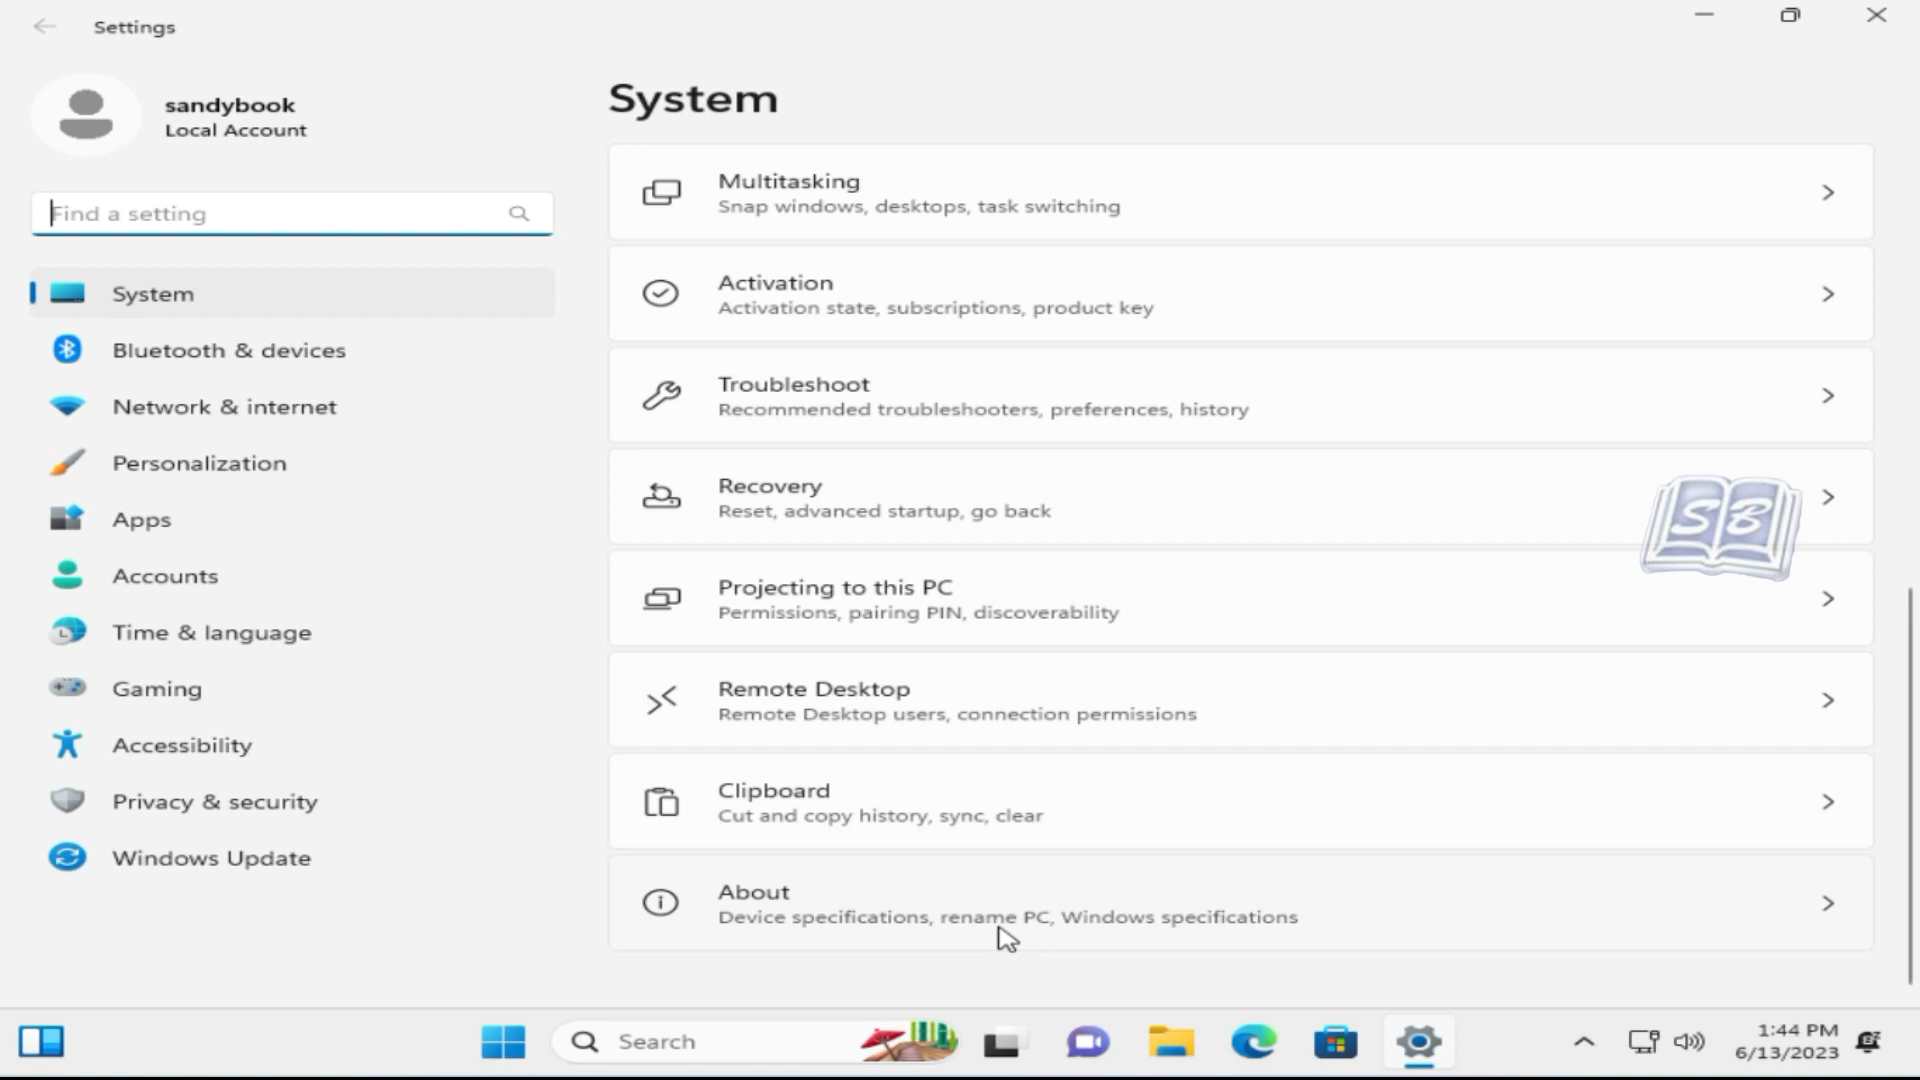 Settings
sandybook
Local Account
Find a setting
System
Bluetooth & devices
Network & internet
Personalization
Apps
Accounts
Time & language
Gaming
Accessibility
Privacy & security
Windows Update
System
Multitasking
Snap windows, desktops, task switching
Activation
Activation state, subscriptions, product key
Troubleshoot
Recommended troubleshooters, preferences, history
Recovery
Reset, advanced startup, go back
SB
Projecting to this PC
Permissions, pairing PIN, discoverability
Remote Desktop
Remote Desktop users, connection permissions
Clipboard
Cut and copy history, sync, clear
About
Device specifications, rename PC, Windows specifications
Search
1:44 PM
6/13/2023